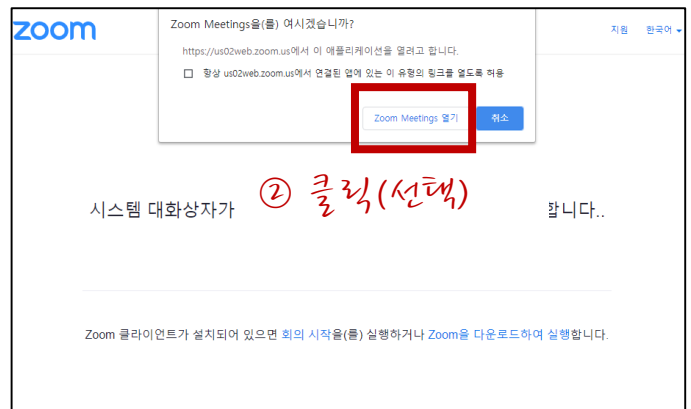 zoom
지원 한국어
Zoom Meetings을(를) 여시겠습니까?
https://us02web.zoom.us에서 이 애플리케이션을 열려고 합니다.
항상 us02web.zoom.us에서 연결된 앱에 있는 이 유형의 링크를 열도록 허용
Zoom Meetings 열기 취소
② 클릭(선택)
시스템 대화상자가 합니다..
Zoom 클라이언트가 설치되어 있으면 회의 시작을(를) 실행하거나 Zoom을 다운로드하여 실행합니다.